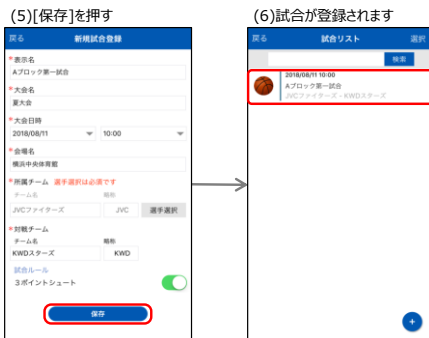 (5)[保存]を押す
戻る 新規試合登録
*表示名
Aブロック第一試合
*大会名
夏大会
*大会日時
2018/08/11 10:00
*会場名
横浜中央体育館
*所属チーム 選手選択は必須です
チーム名 略称
JVCファイターズ JVC 選手選択
*対戦チーム
チーム名 略称
KWDスターズ KWD
試合ルール
3ポイントシュート
保存
(6)試合が登録されます
戻る 試合リスト 選択
検索
2018/08/11 10:00
Aブロック第一試合
JVCファイターズ - KWDスターズ
+